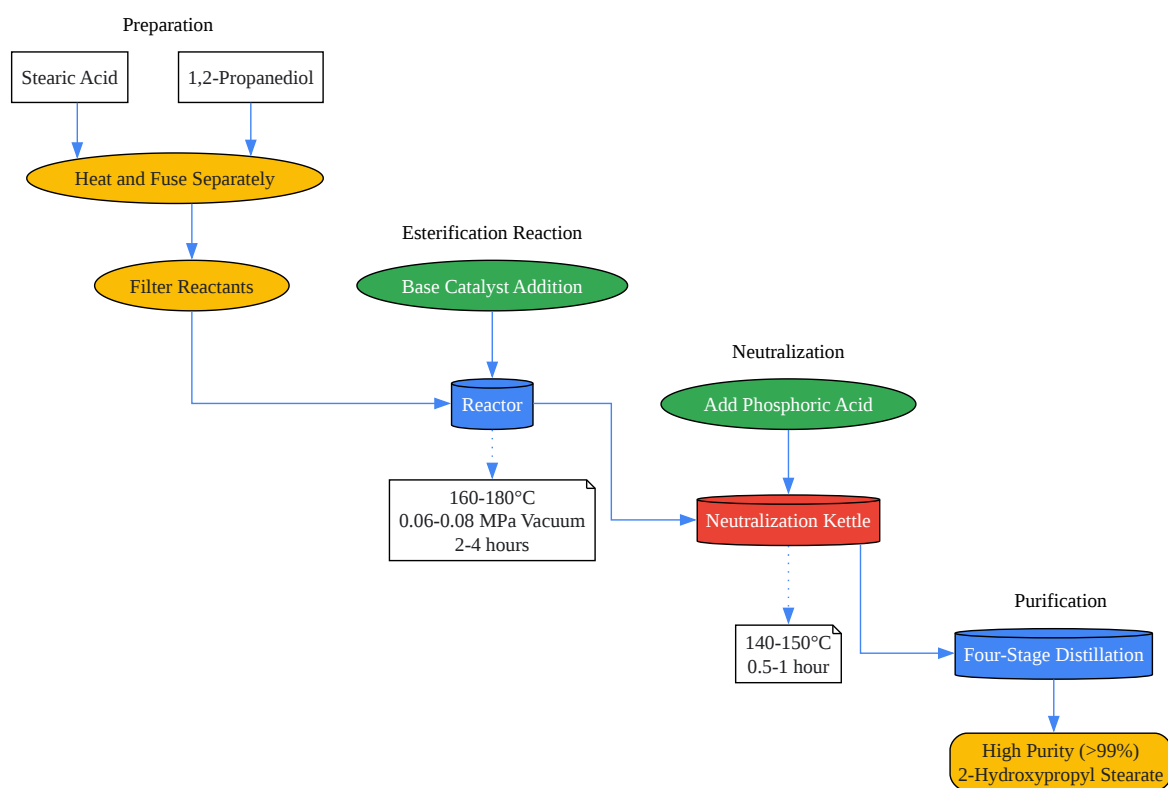 Preparation
Stearic Acid
1,2-Propanediol
Heat and Fuse Separately
Filter Reactants
Esterification Reaction
Base Catalyst Addition
Reactor
160-180°C
0.06-0.08 MPa Vacuum
2-4 hours
Neutralization
Add Phosphoric Acid
Neutralization Kettle
140-150°C
0.5-1 hour
Purification
Four-Stage Distillation
High Purity (>99%)
2-Hydroxypropyl Stearate